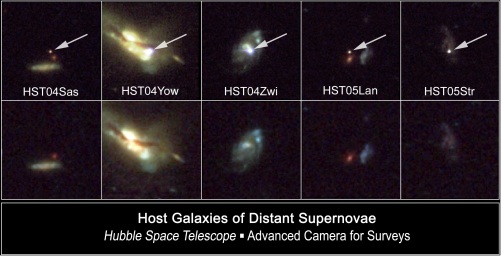 HST04Sas HST04Yow HST04Zwi HST05Lan HST05Str
Host Galaxies of Distant Supernovae
Hubble Space Telescope ▪ Advanced Camera for Surveys